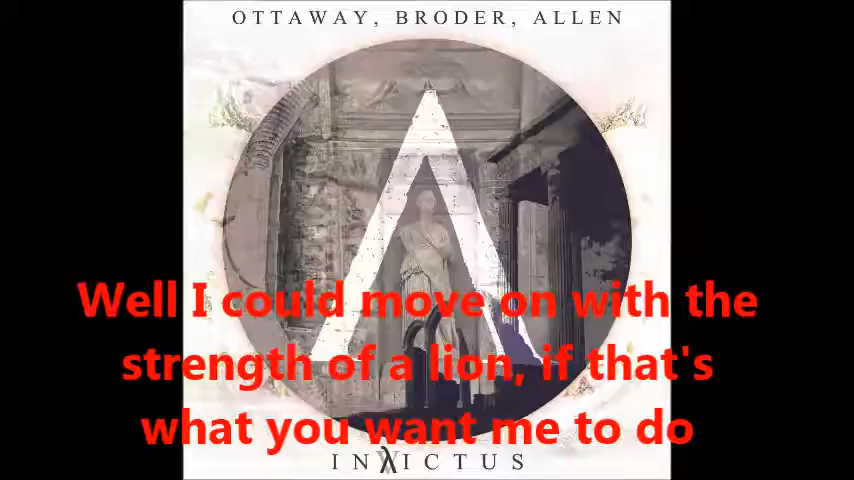 OTTAWAY, BRODER, ALLEN
Well I could move on with the
strength of a lion, if that's
what you want me to do
INVICTUS